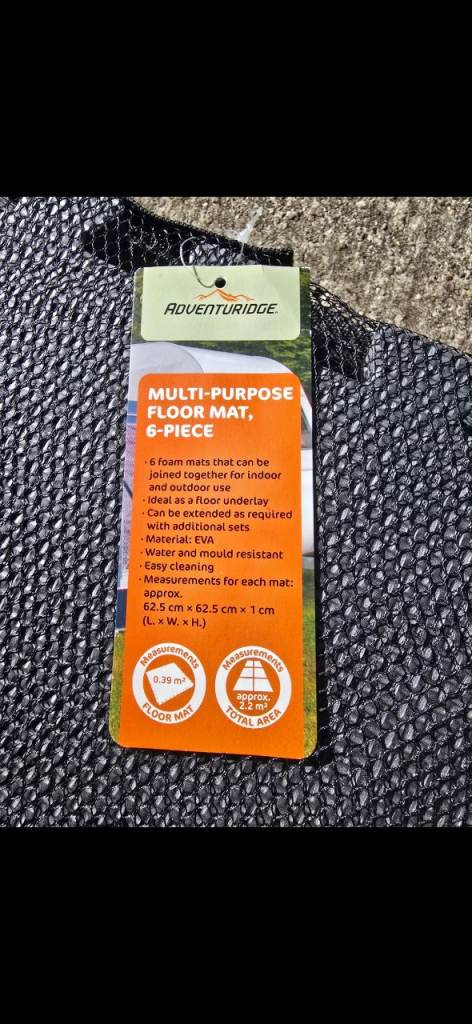 ADVENTURIDGE
MULTI-PURPOSE
FLOOR MAT,
6-PIECE
· 6 foam mats that can be
joined together for indoor
and outdoor use
· Ideal as a floor underlay
· Can be extended as required
with additional sets
· Material: EVA
· Water and mould resistant
· Easy cleaning
· Measurements for each mat:
approx.
62.5 cm × 62.5 cm × 1 cm
(L. × W. × H.)
Measurements
0.39 m²
FLOOR MAT
Measurements
approx.
2.2 m²
TOTAL AREA